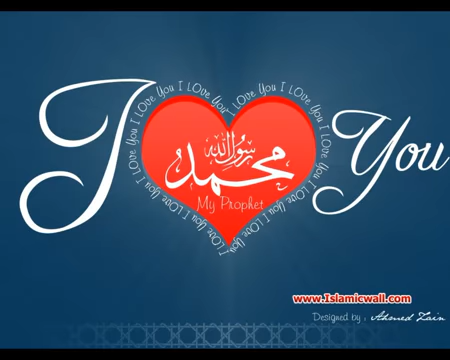 I You
I LOve You I LOve You I LOve You I LOve You I LOve You I LOve You I LOve You I LOve You
رسول الله
محمد
My Prophet
www.Islamicwall.com
Designed by : Ahmed Zain